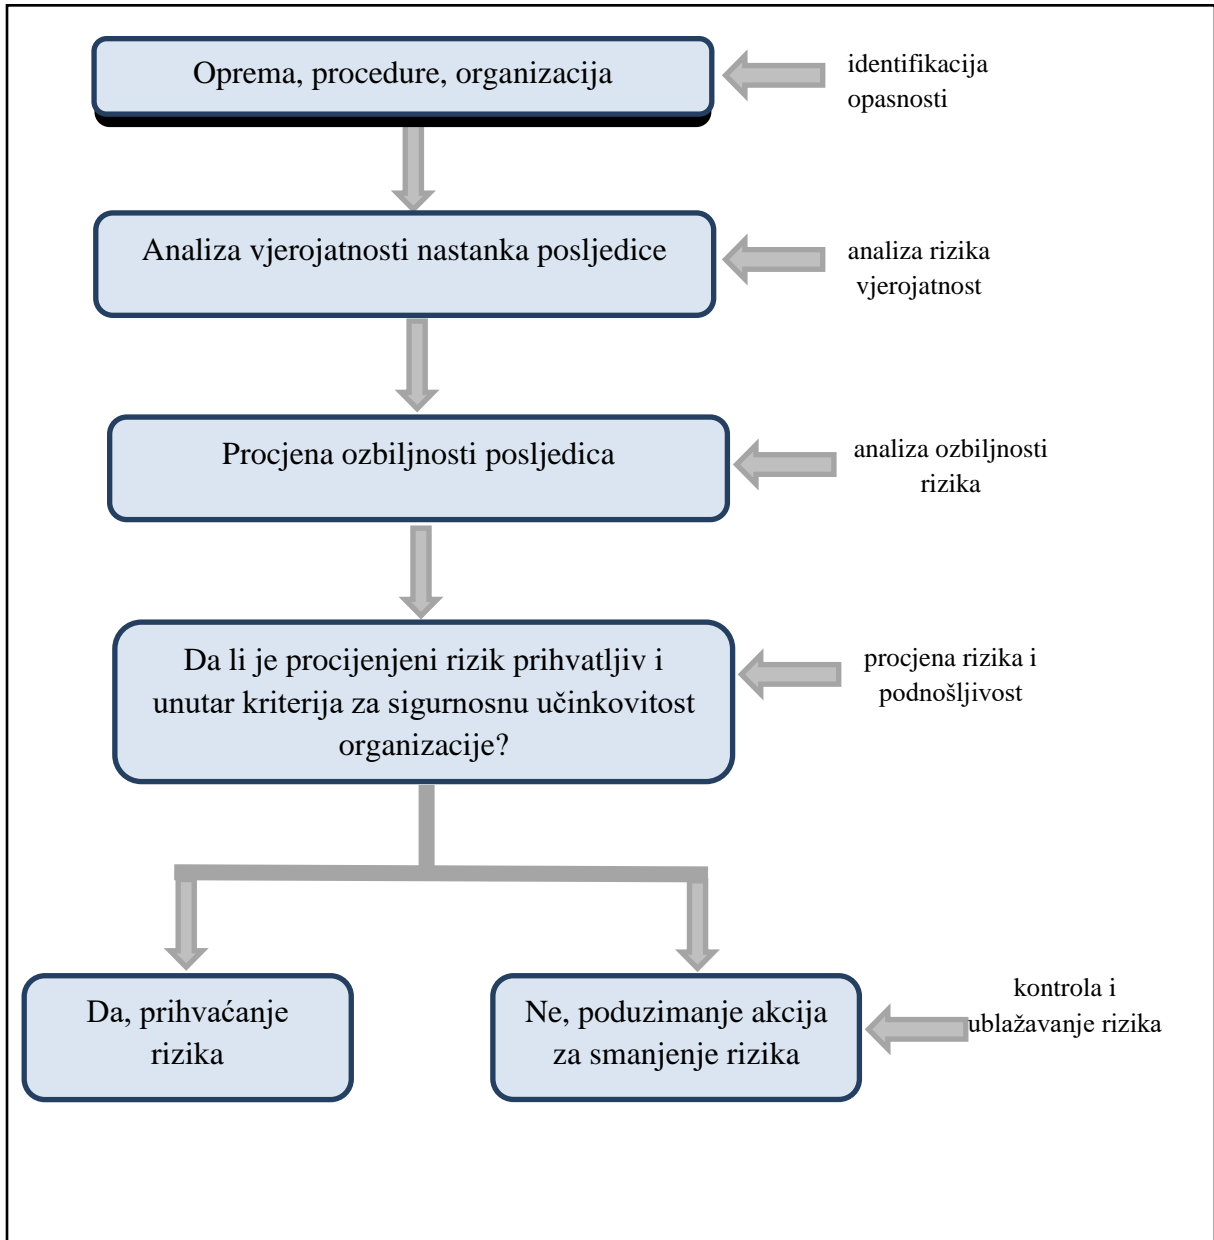 Oprema, procedure, organizacija
identifikacija
opasnosti
Analiza vjerojatnosti nastanka posljedice
analiza rizika
vjerojatnost
Procjena ozbiljnosti posljedica
analiza ozbiljnosti
rizika
Da li je procijenjeni rizik prihvatljiv i
unutar kriterija za sigurnosnu učinkovitost
organizacije?
procjena rizika i
podnošljivost
Da, prihvaćanje
rizika
Ne, poduzimanje akcija
za smanjenje rizika
kontrola i
ublažavanje rizika